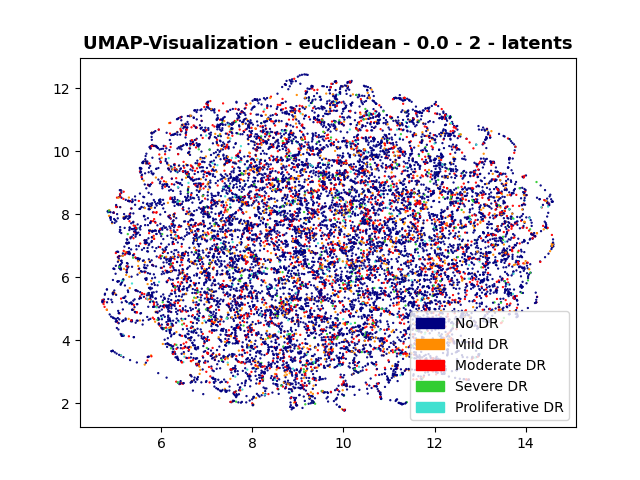 UMAP-Visualization - euclidean - 0.0 - 2 - latents
12
10
8
6
4
2
6 8 10 12 14
No DR
Mild DR
Moderate DR
Severe DR
Proliferative DR